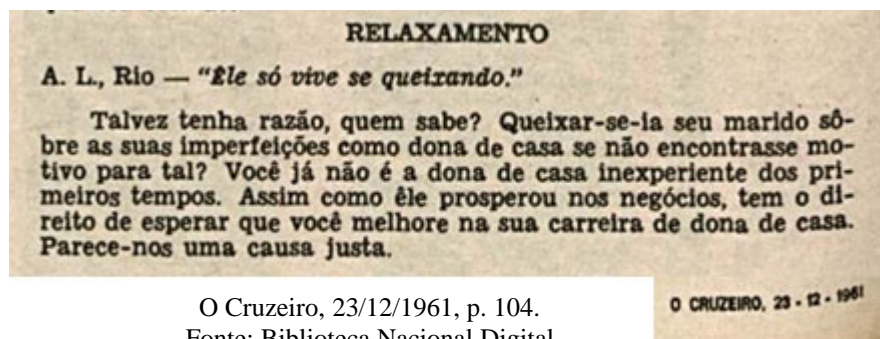 RELAXAMENTO
A. L., Rio — “Êle só vive se queixando.”
Talvez tenha razão, quem sabe? Queixar-se-ia seu marido sô-
bre as suas imperfeições como dona de casa se não encontrasse mo-
tivo para tal? Você já não é a dona de casa inexperiente dos pri-
meiros tempos. Assim como êle prosperou nos negócios, tem o di-
reito de esperar que você melhore na sua carreira de dona de casa.
Parece-nos uma causa justa.
O CRUZEIRO, 23 - 12 - 1961
O Cruzeiro, 23/12/1961, p. 104.
Fonte: Biblioteca Nacional Digital